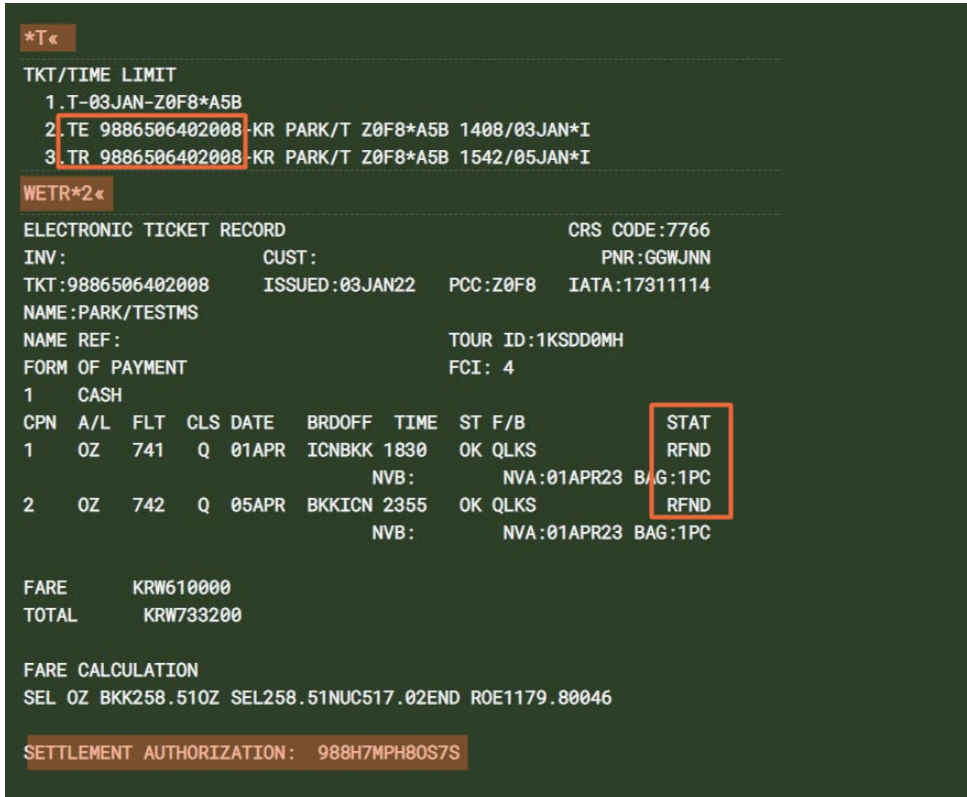 *T«
TKT/TIME LIMIT
1.T-03JAN-Z0F8*A5B
2.TE 9886506402008-KR PARK/T Z0F8*A5B 1408/03JAN*I
3.TR 9886506402008-KR PARK/T Z0F8*A5B 1542/05JAN*I
WETR*2«
ELECTRONIC TICKET RECORD CRS CODE:7766
INV: CUST: PNR:GGWJNN
TKT:9886506402008 ISSUED:03JAN22 PCC:Z0F8 IATA:17311114
NAME:PARK/TESTMS
NAME REF: TOUR ID:1KSDD0MH
FORM OF PAYMENT FCI: 4
1 CASH
CPN A/L FLT CLS DATE BRDOFF TIME ST F/B STAT
1 OZ 741 Q 01APR ICNBKK 1830 OK QLKS RFND
NVB: NVA:01APR23 BAG:1PC
2 OZ 742 Q 05APR BKKICN 2355 OK QLKS RFND
NVB: NVA:01APR23 BAG:1PC
FARE KRW610000
TOTAL KRW733200
FARE CALCULATION
SEL OZ BKK258.51OZ SEL258.51NUC517.02END ROE1179.80046
SETTLEMENT AUTHORIZATION: 988H7MPH8OS7S